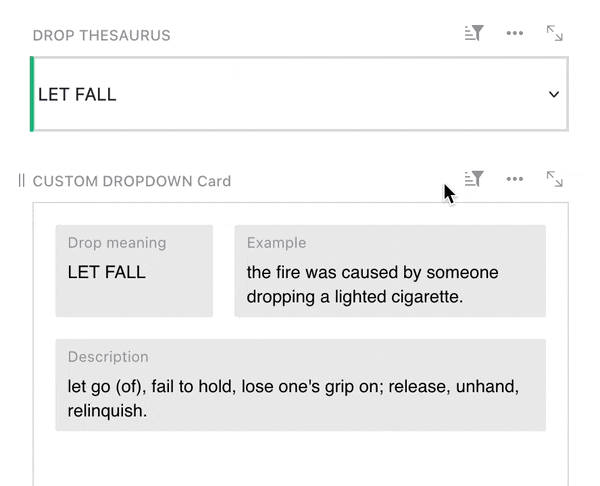 DROP THESAURUS
LET FALL
CUSTOM DROPDOWN Card
Drop meaning
LET FALL
Example
the fire was caused by someone
dropping a lighted cigarette.
Description
let go (of), fail to hold, lose one's grip on; release, unhand,
relinquish.